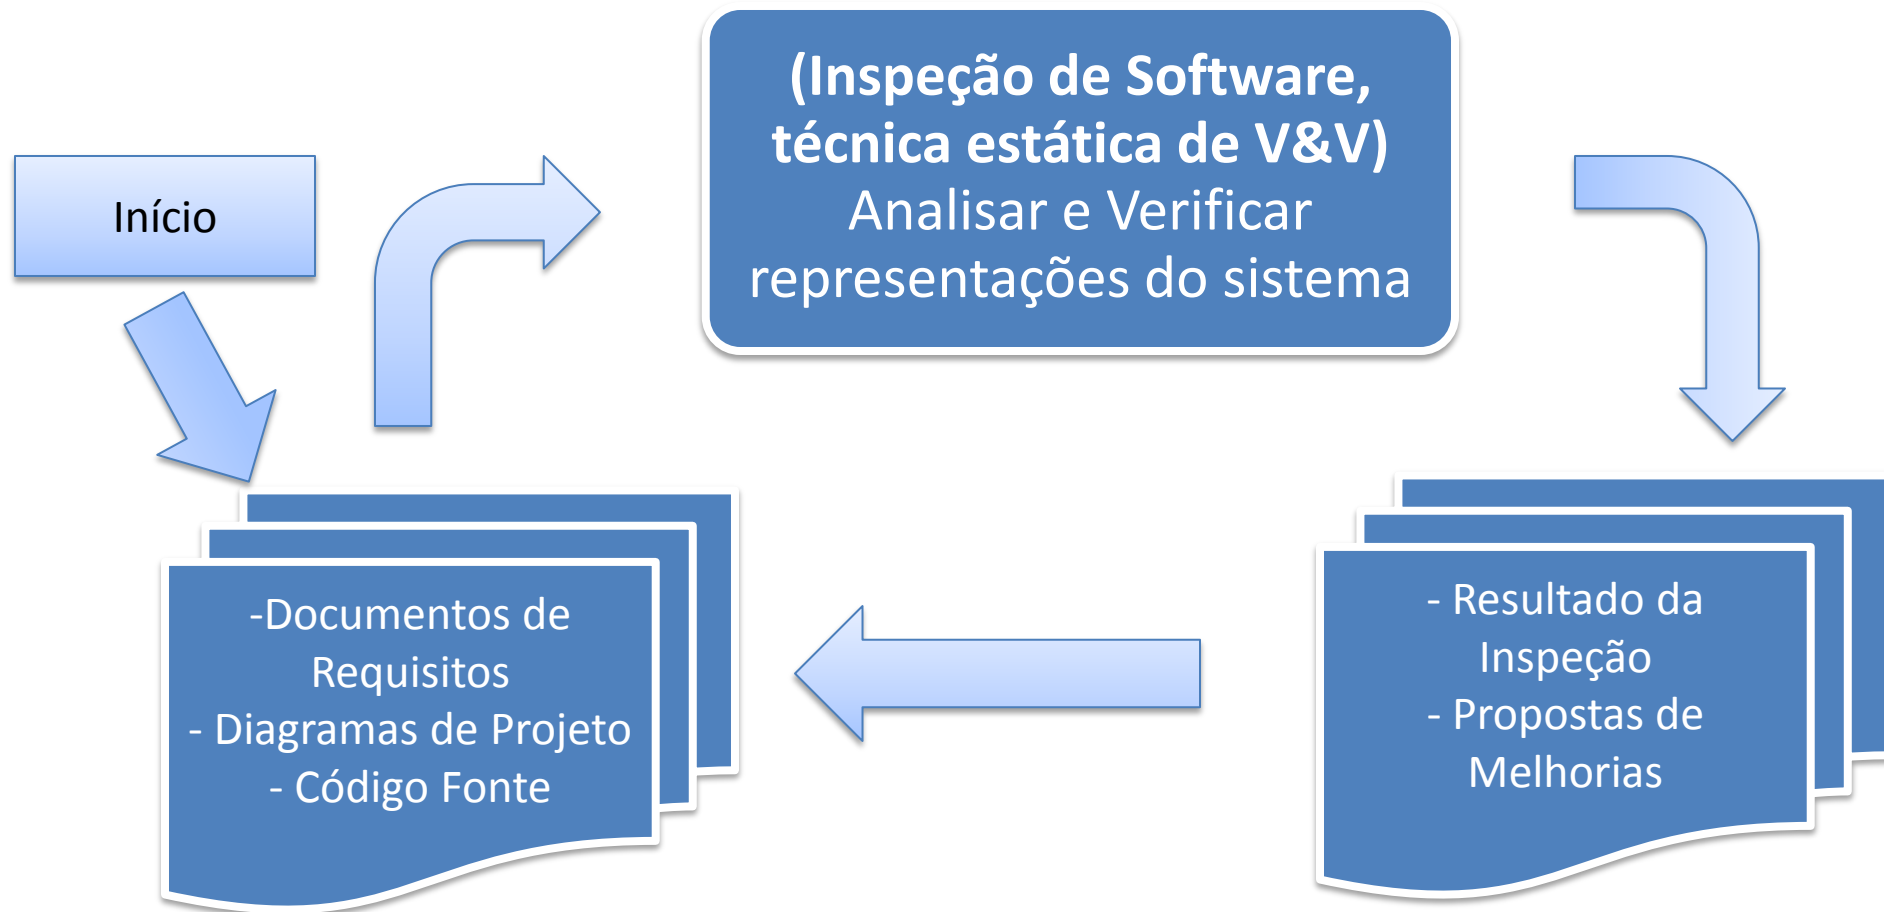 (Inspeção de Software,
técnica estática de V&V)
Analisar e Verificar
representações do sistema
Início
-Documentos de
Requisitos
- Diagramas de Projeto
- Código Fonte
- Resultado da
Inspeção
- Propostas de
Melhorias